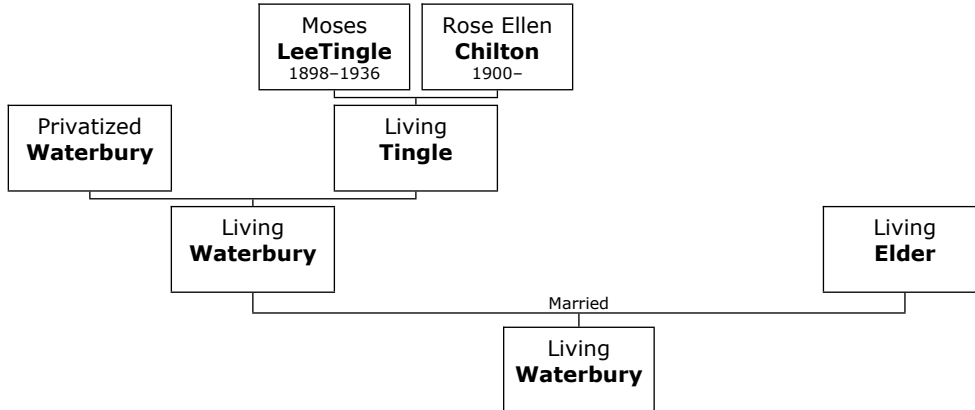 Moses
LeeTingle
1898–1936
Rose Ellen
Chilton
1900–
Privatized
Waterbury
Living
Tingle
Living
Waterbury
Living
Elder
Married
Living
Waterbury